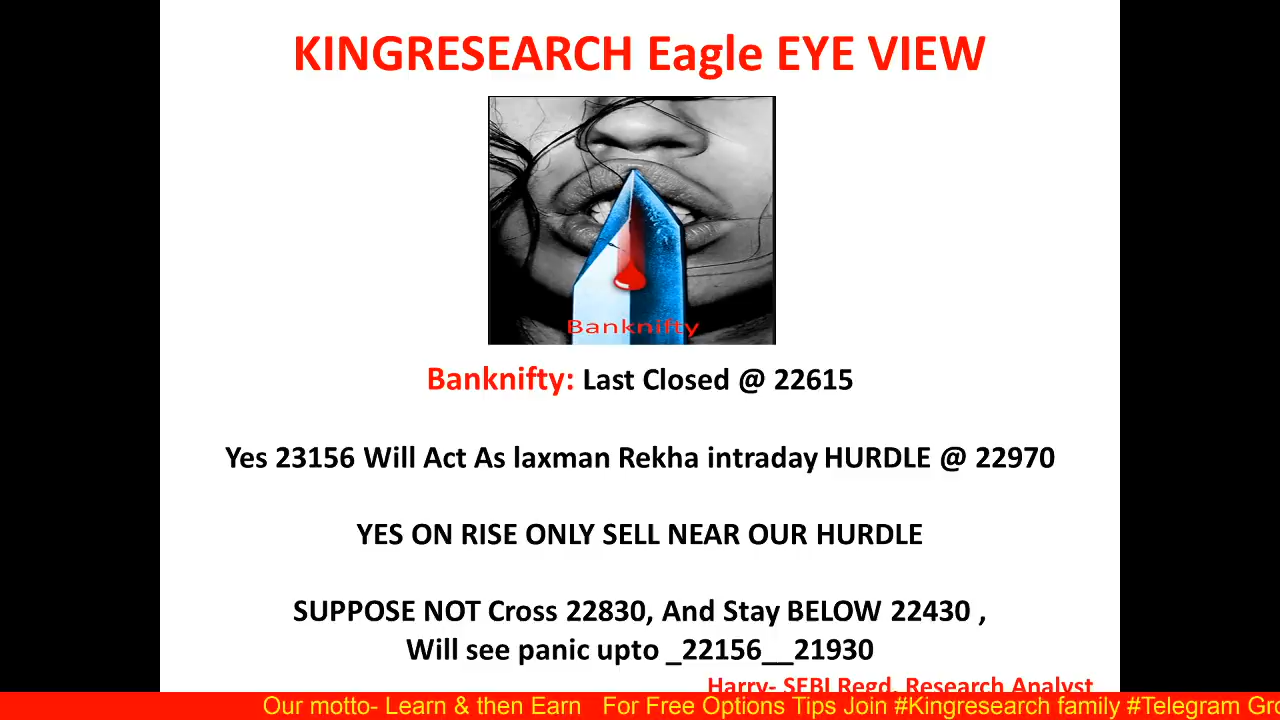 KINGRESEARCH Eagle EYE VIEW
Banknifty
Banknifty: Last Closed @ 22615
Yes 23156 Will Act As laxman Rekha intraday HURDLE @ 22970
YES ON RISE ONLY SELL NEAR OUR HURDLE
SUPPOSE NOT Cross 22830, And Stay BELOW 22430 ,
Will see panic upto _22156__21930
Harry- SEBI Regd. Research Analyst
Our motto- Learn & then Earn For Free Options Tips Join #Kingresearch family #Telegram Gro